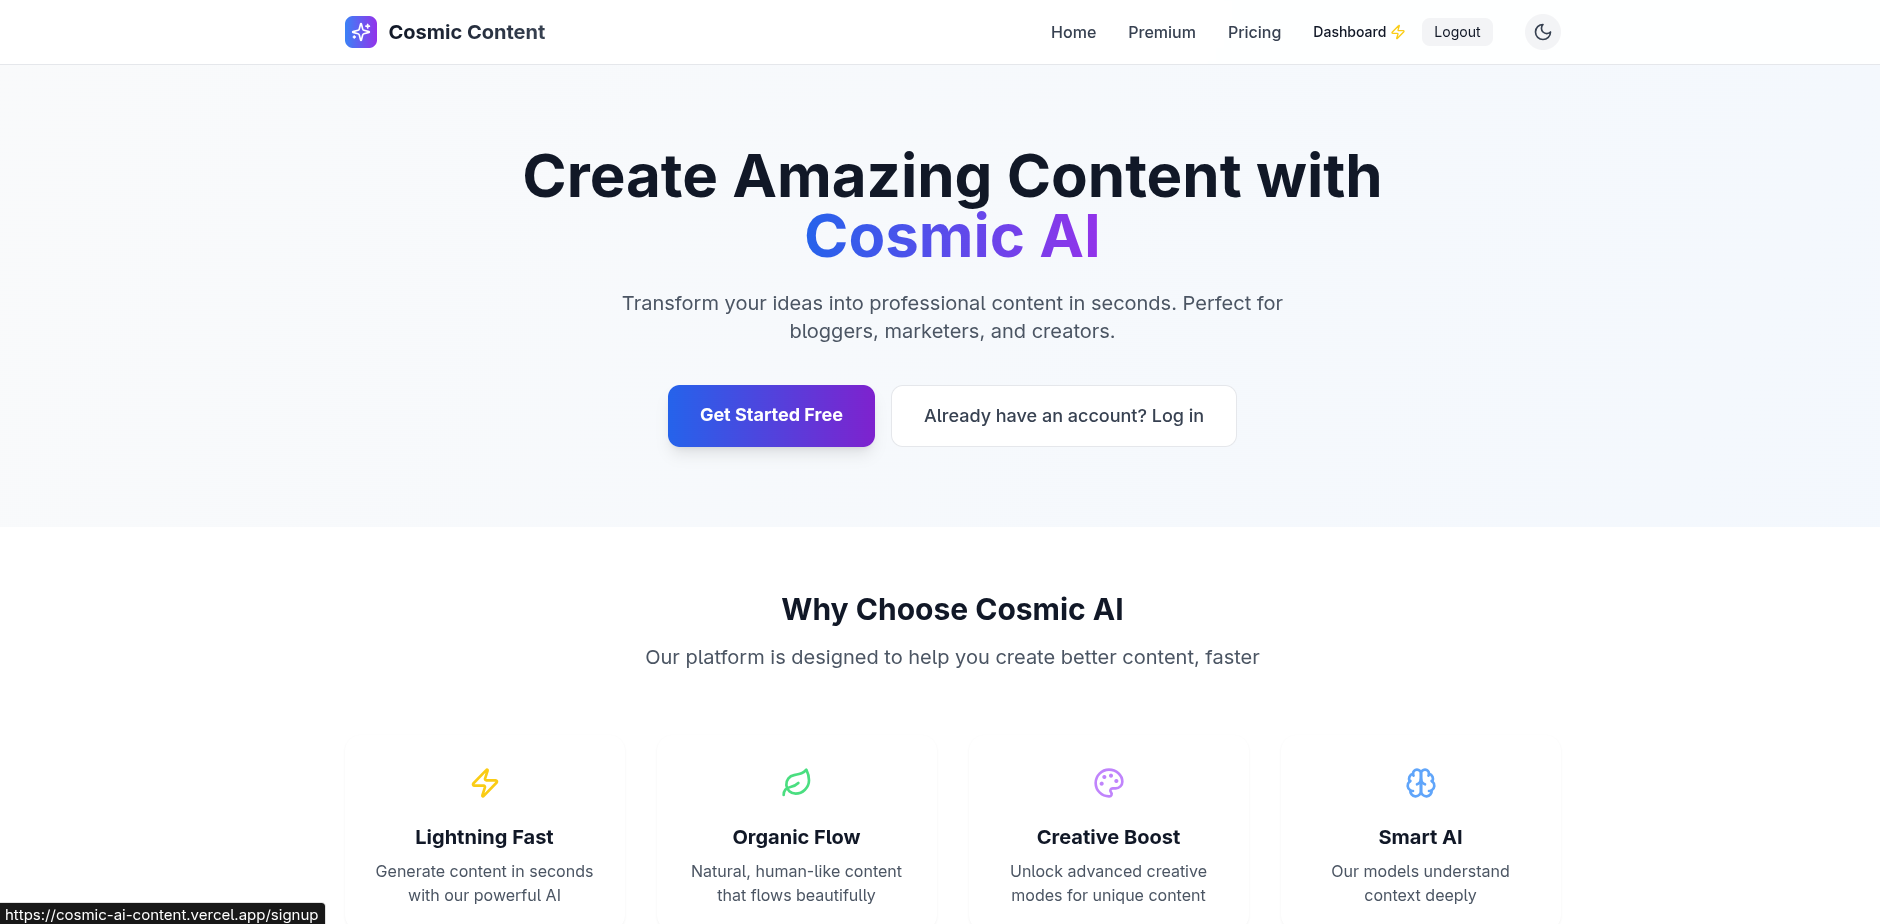 Cosmic Content
Home
Premium
Pricing
Dashboard
Logout
Create Amazing Content with
Cosmic AI
Transform your ideas into professional content in seconds. Perfect for
bloggers, marketers, and creators.
Get Started Free
Already have an account? Log in
Why Choose Cosmic AI
Our platform is designed to help you create better content, faster
Lightning Fast
Generate content in seconds
with our powerful AI
Organic Flow
Natural, human-like content
that flows beautifully
Creative Boost
Unlock advanced creative
modes for unique content
Smart AI
Our models understand
context deeply
https://cosmic-ai-content.vercel.app/signup